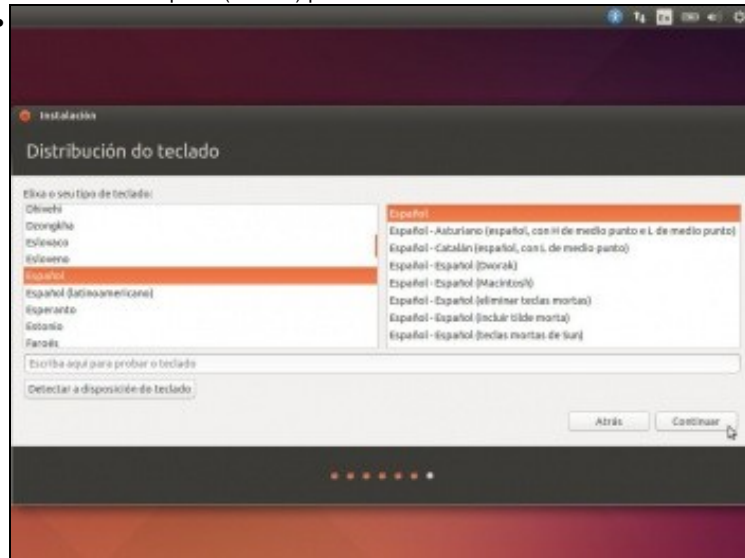 Es
Instalación
Distribución do teclado
Elixa o seu tipo de teclado:
Dhivehi
Dzongkha
Eslovaco
Esloveno
Español
Español (latinoamericano)
Esperanto
Estonio
Faroés
Español
Español - Asturiano (español, con H de medio punto e L de medio punto)
Español - Catalán (español, con L de medio punto)
Español - Español (Dvorak)
Español - Español (Macintosh)
Español - Español (eliminar teclas mortas)
Español - Español (incluír tilde morta)
Español - Español (teclas mortas de Sun)
Escriba aquí para probar o teclado
Detectar a disposición do teclado
Atrás
Continuar